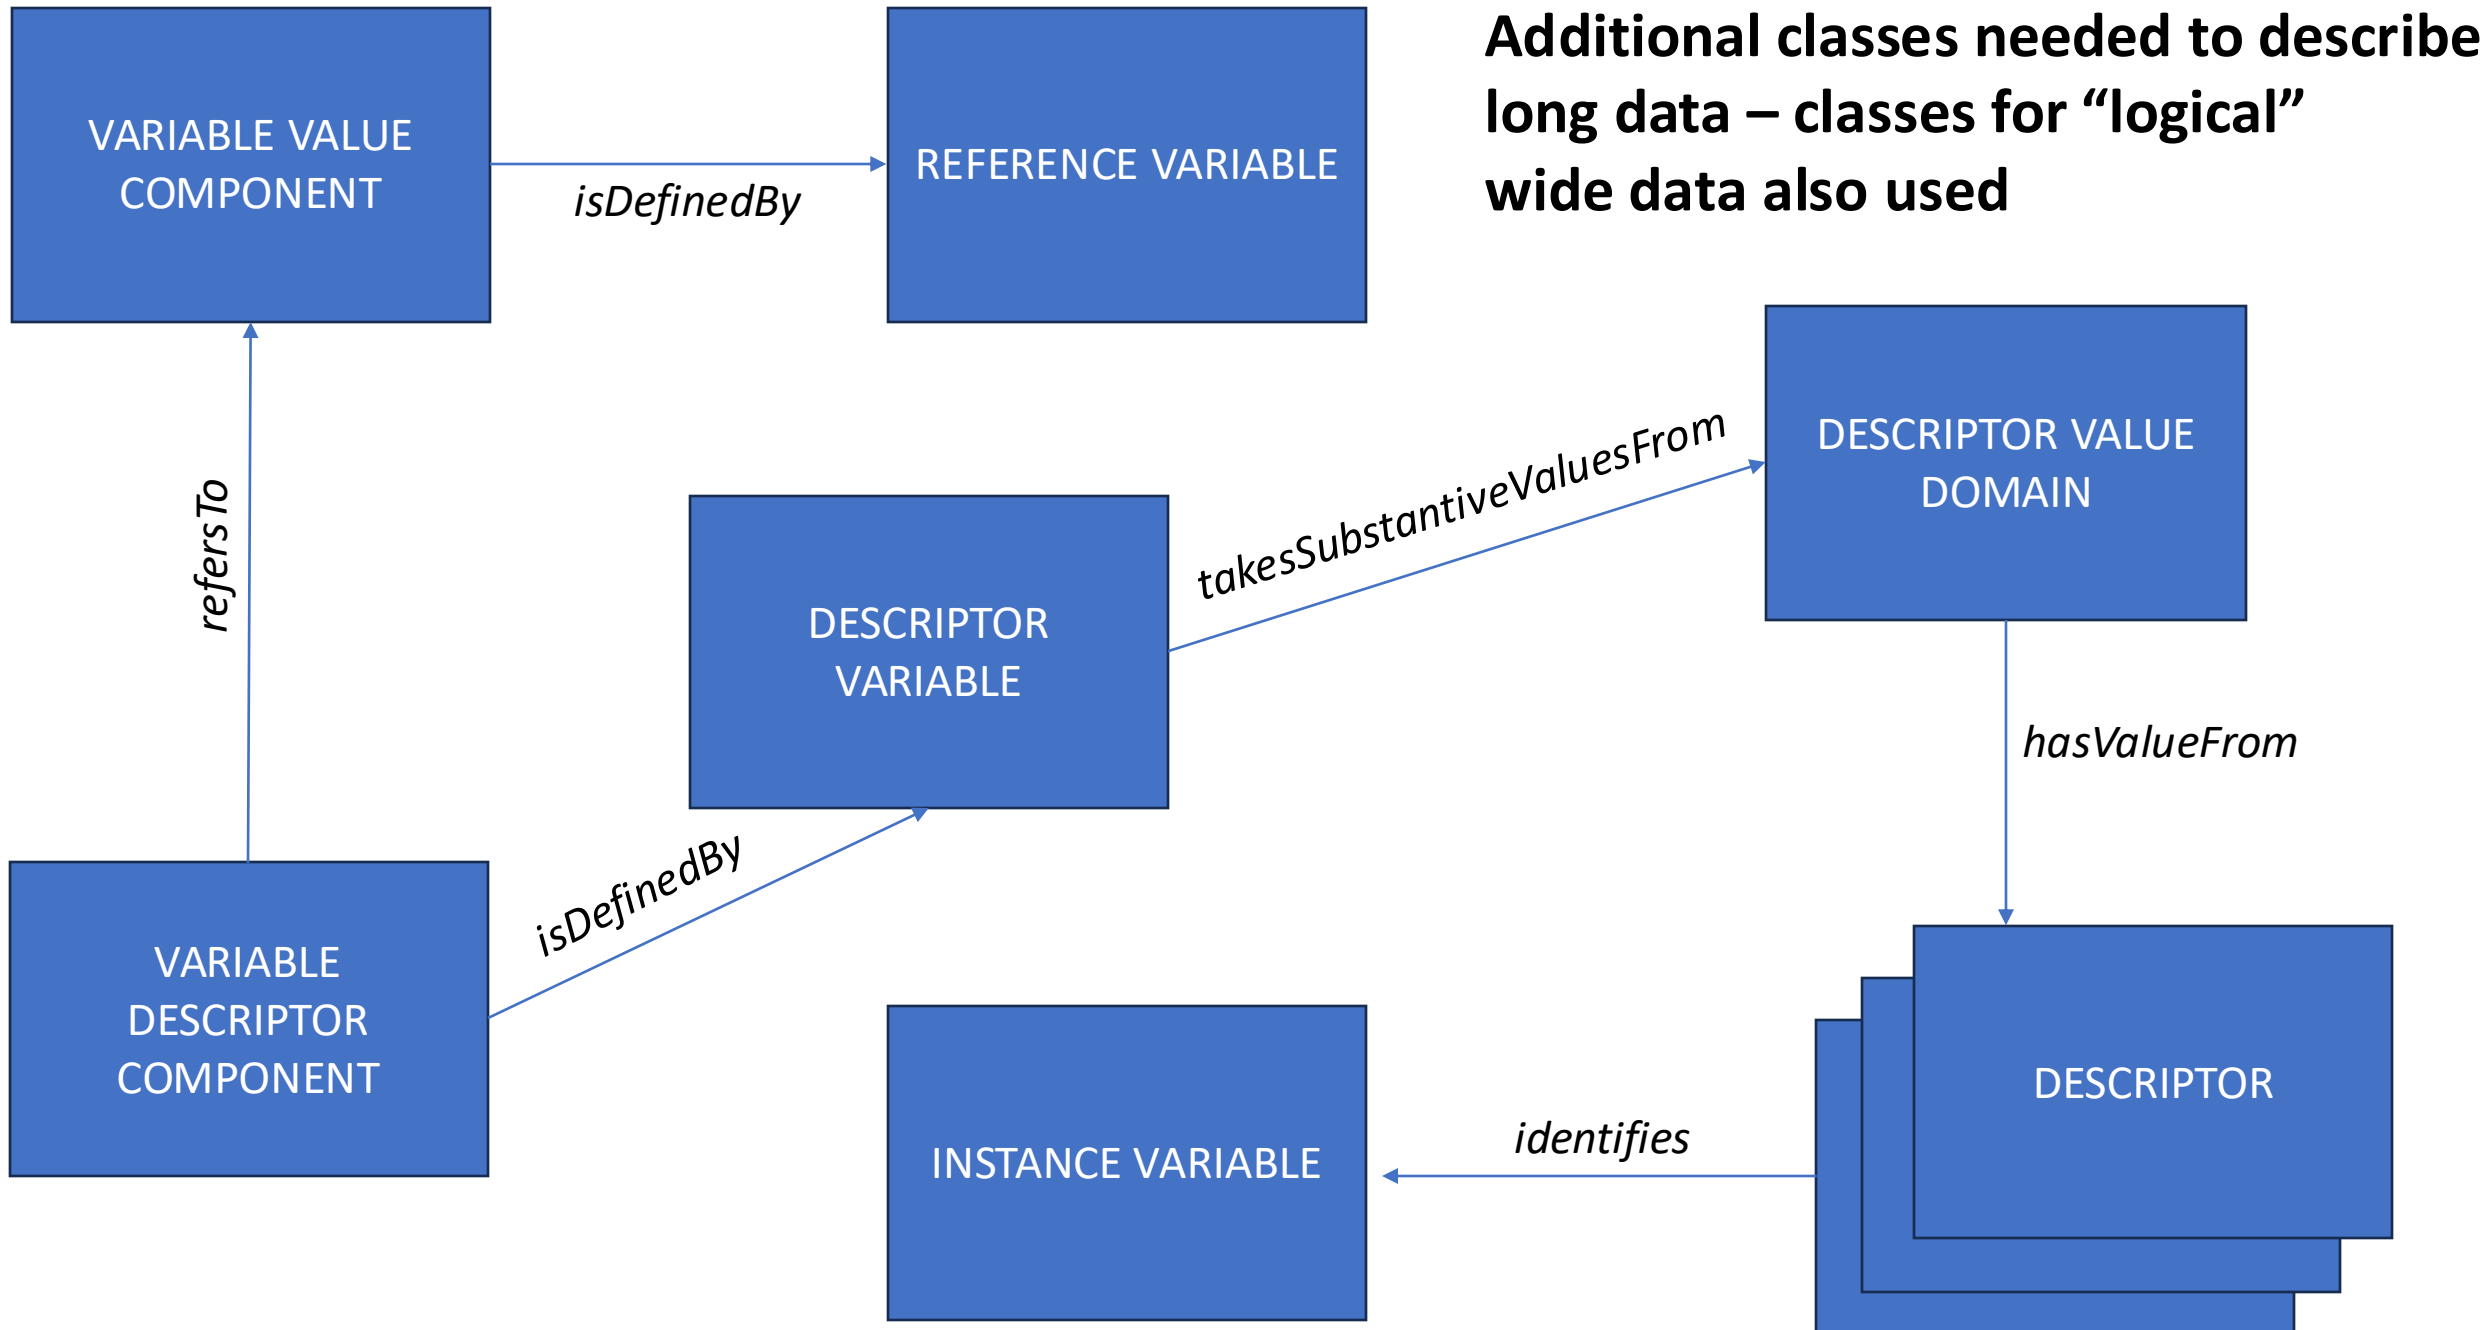 Additional classes needed to describe
long data – classes for “logical”
wide data also used
VARIABLE VALUE
COMPONENT
isDefinedBy
REFERENCE VARIABLE
refersTo
DESCRIPTOR
VARIABLE
takesSubstantiveValuesFrom
DESCRIPTOR VALUE
DOMAIN
hasValueFrom
isDefinedBy
VARIABLE
DESCRIPTOR
COMPONENT
INSTANCE VARIABLE
identifies
DESCRIPTOR